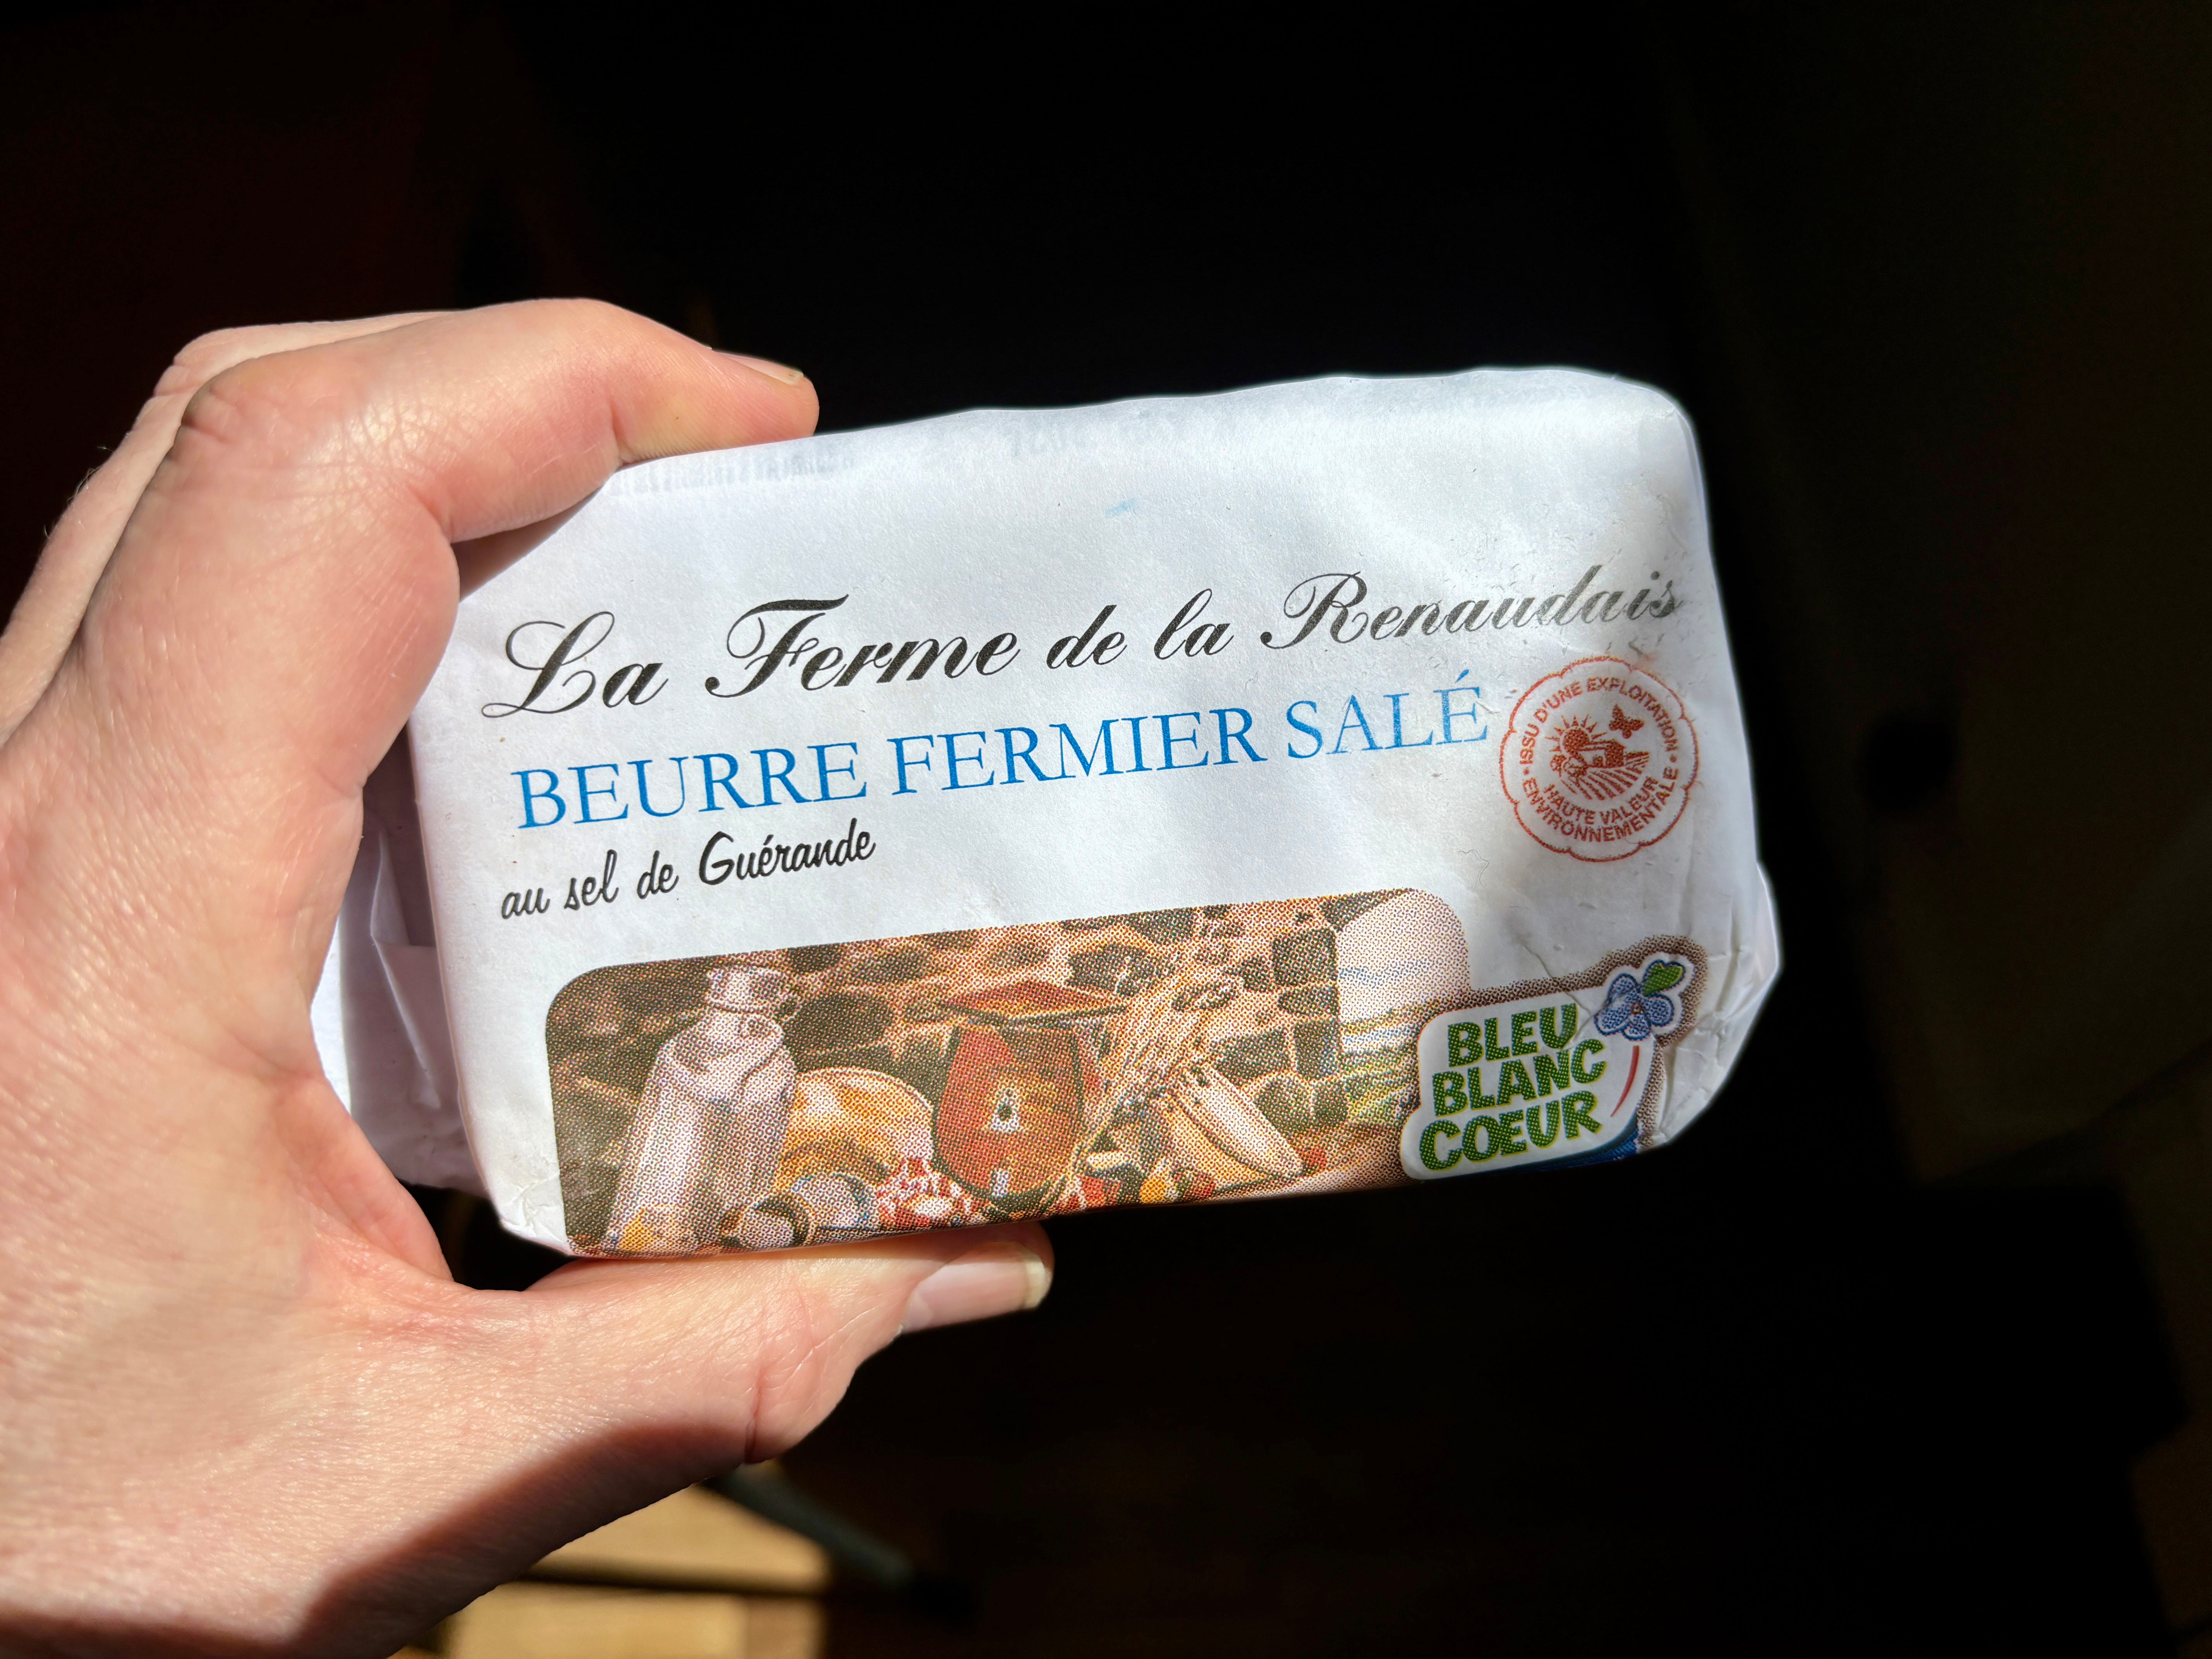 La Ferme de la Renaudais
BEURRE FERMIER SALÉ
au sel de Guérande
ISSU D'UNE EXPLOITATION
HAUTE VALEUR
ENVIRONNEMENTALE
BLEU
BLANC
COEUR